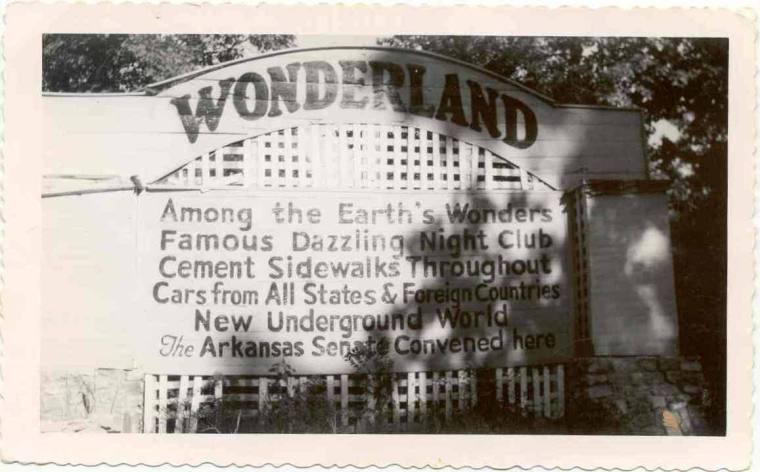 WONDERLAND
Among the Earth's Wonders
Famous Dazzling Night Club
Cement Sidewalks Throughout
Cars from All States & Foreign Countries
New Underground World
The Arkansas Senate Convened here